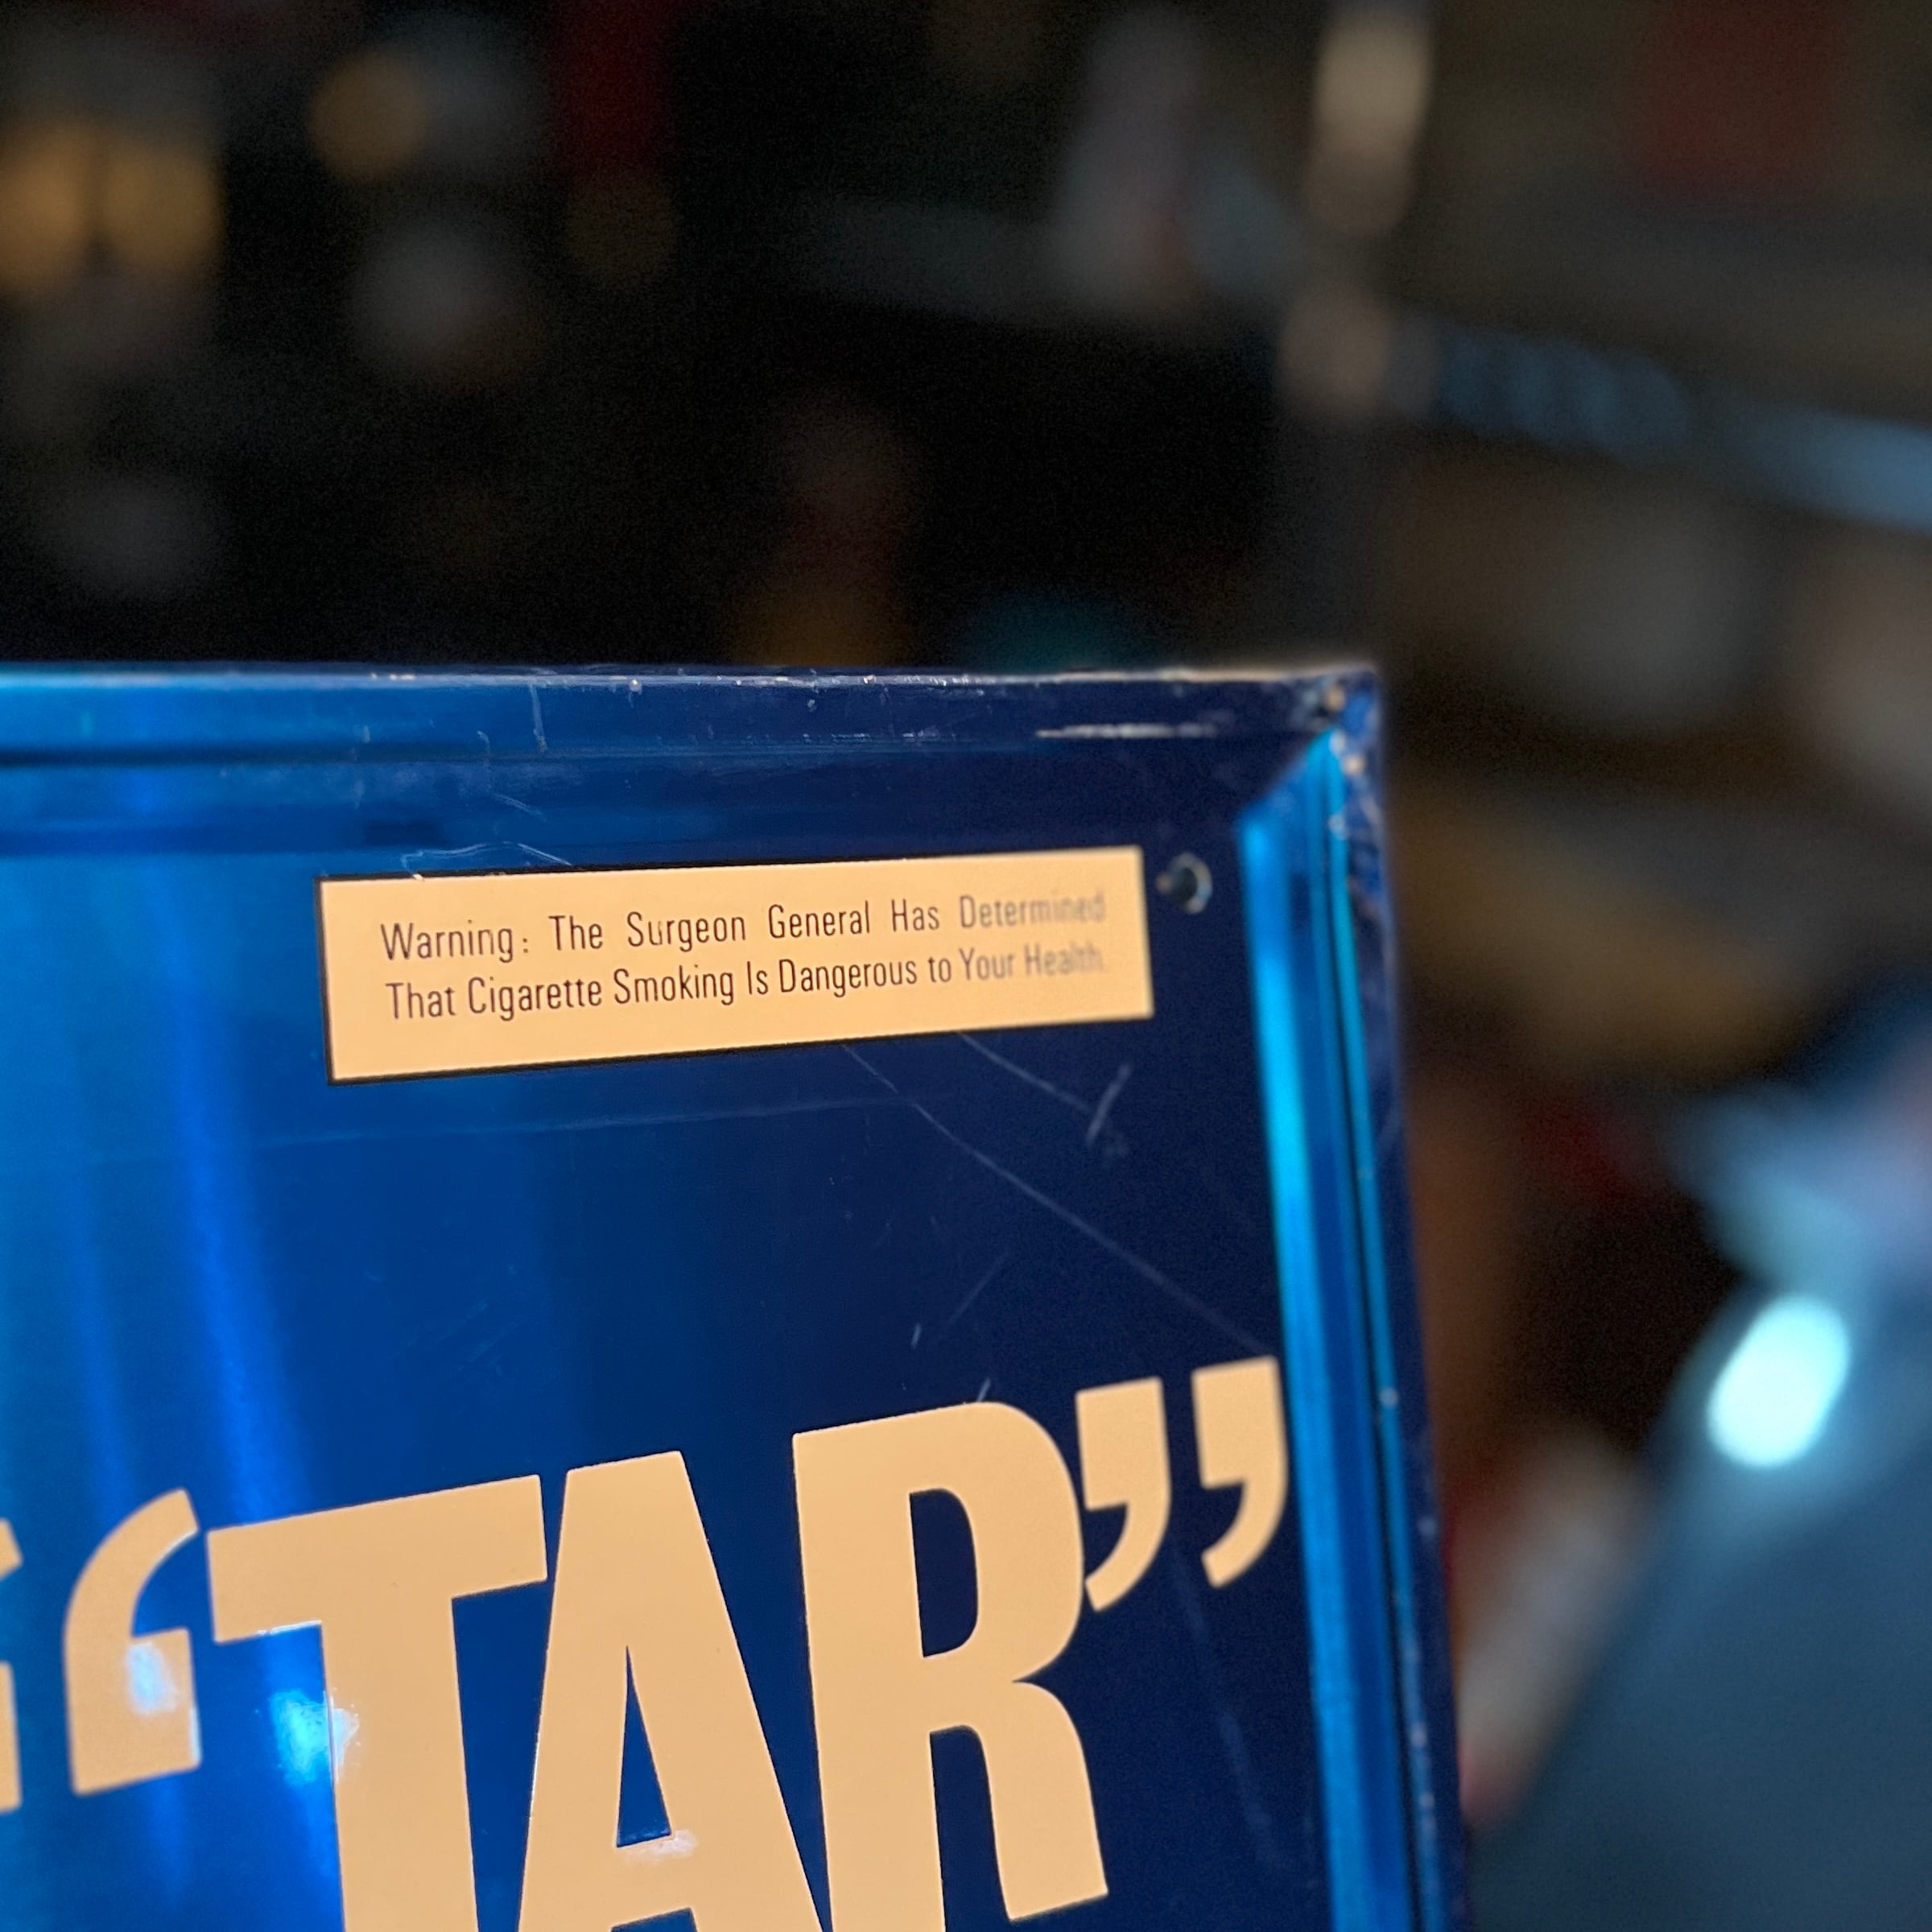 Warning: The Surgeon General Has Determined
That Cigarette Smoking Is Dangerous to Your Health.
“TAR”